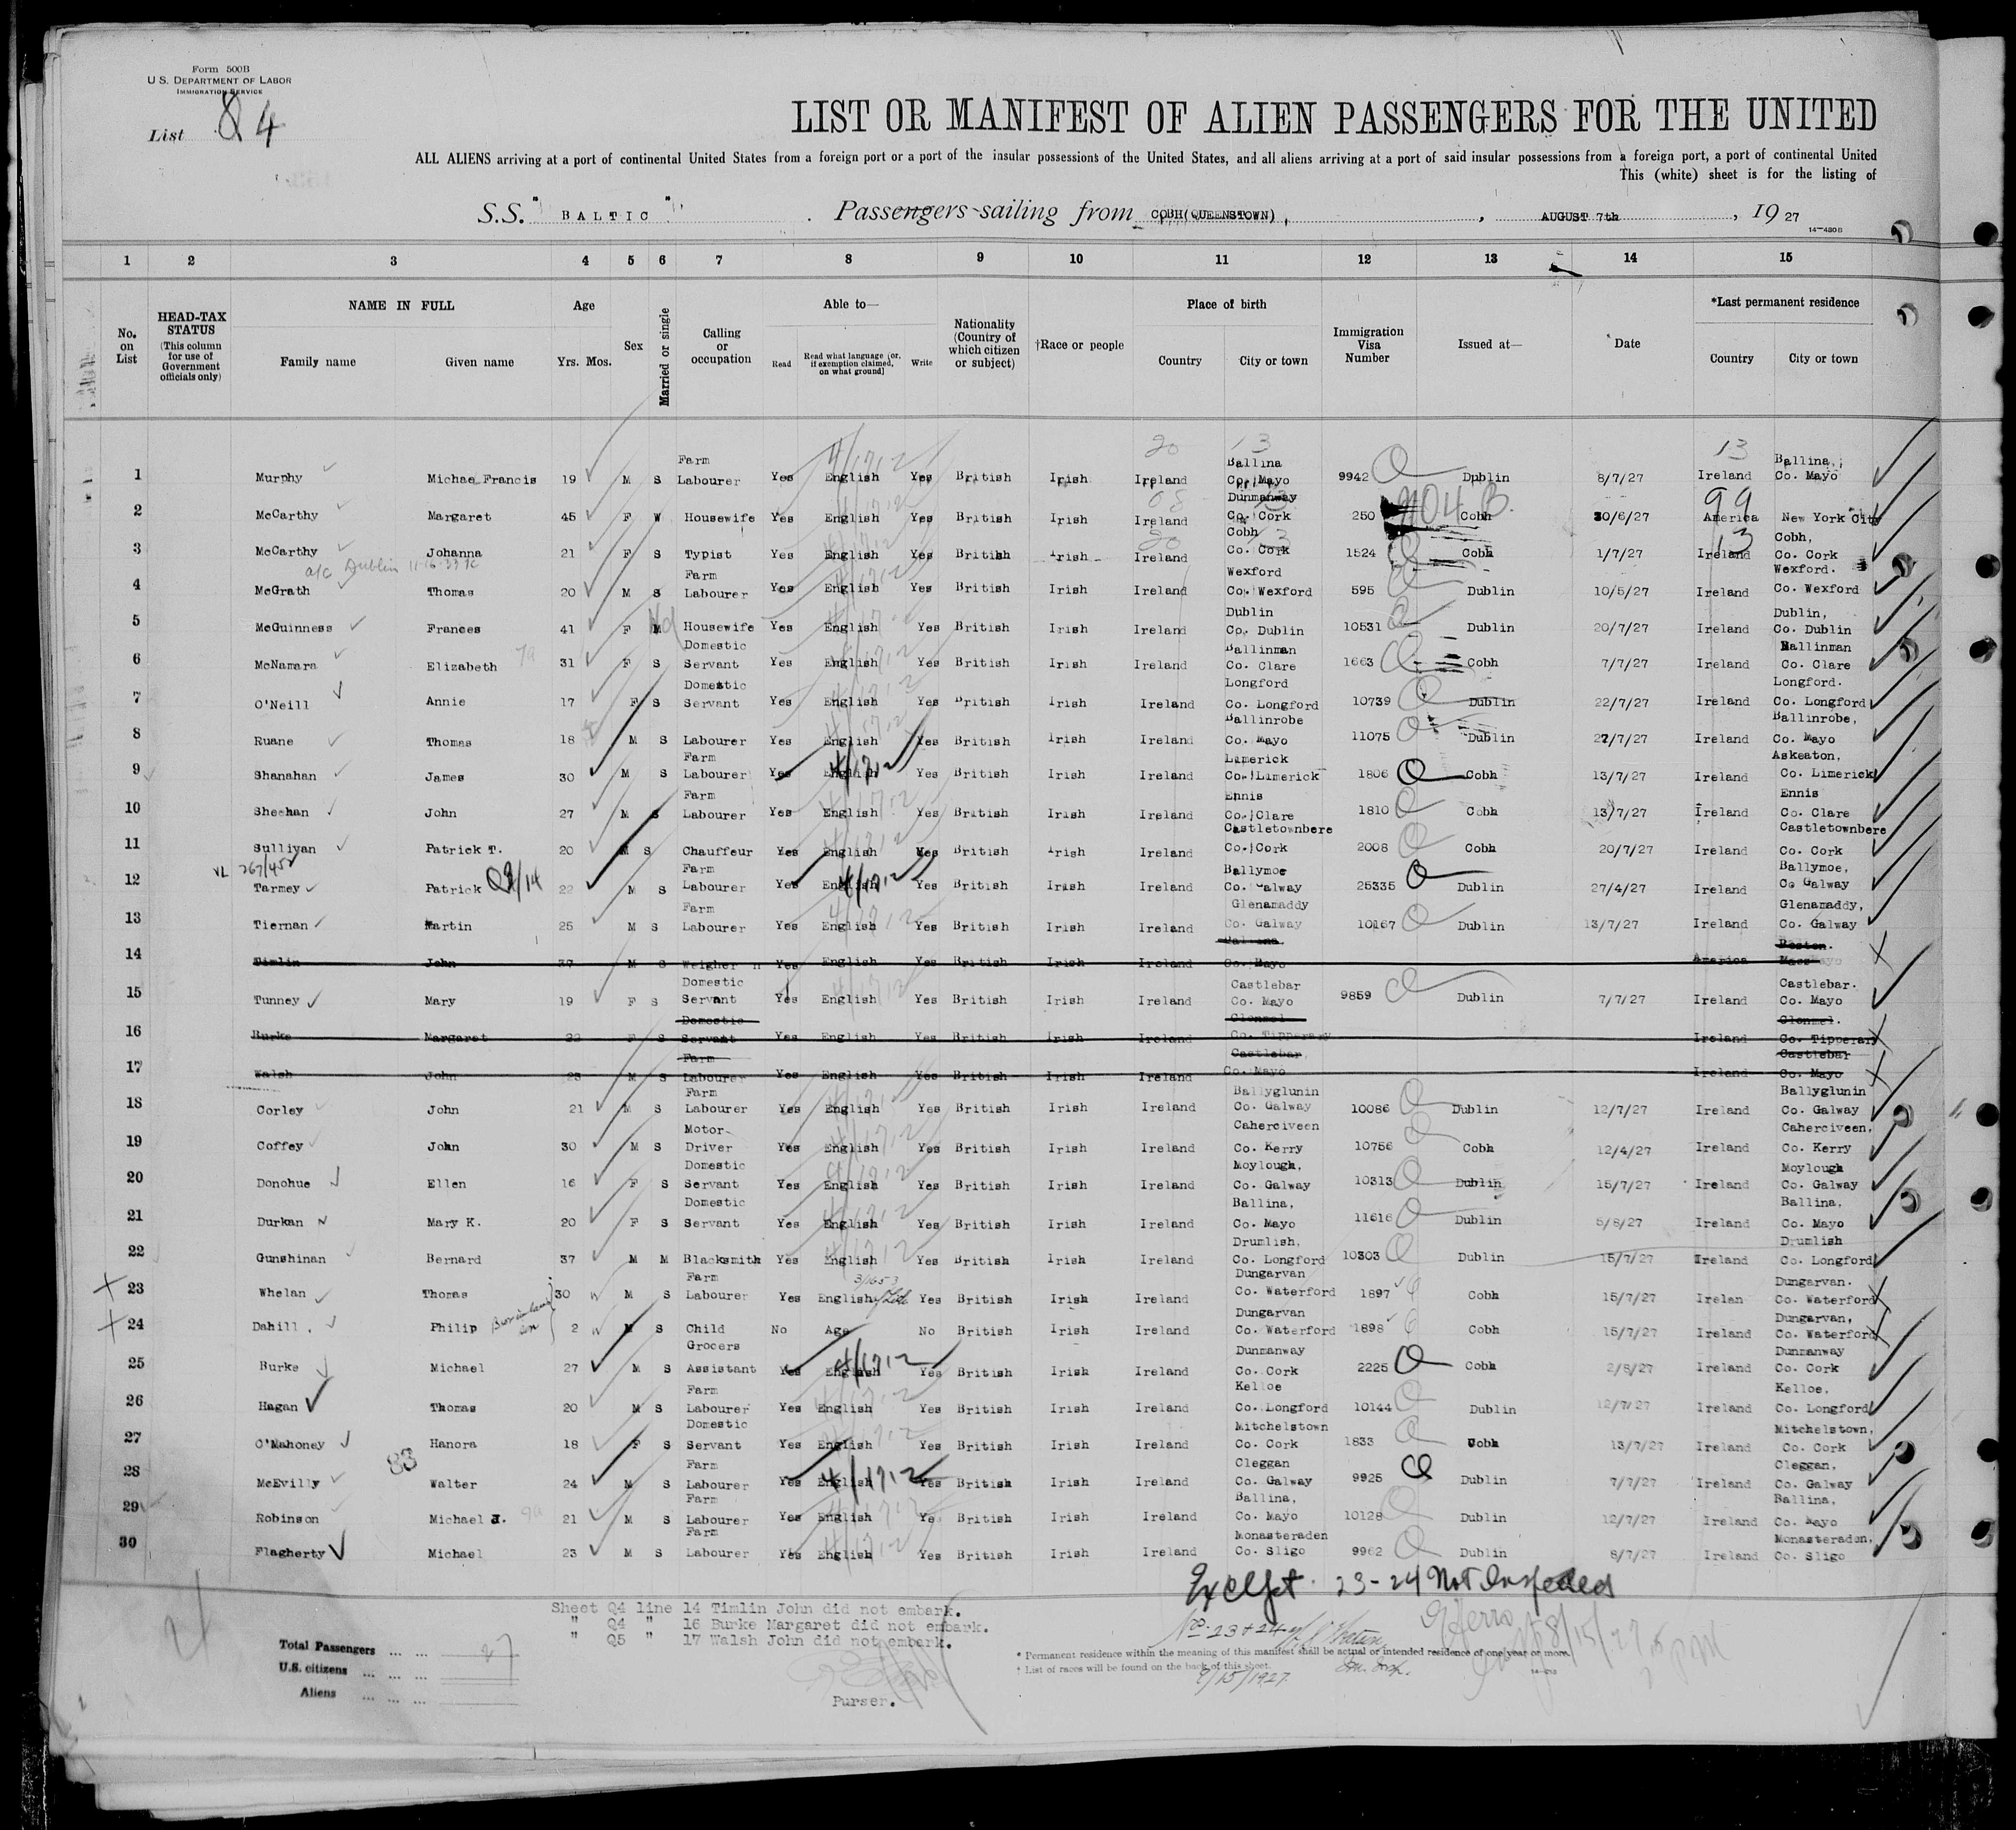 Form 500B
U.S. DEPARTMENT OF LABOR
IMMIGRATION SERVICE
List 84
LIST OR MANIFEST OF ALIEN PASSENGERS FOR THE UNITED
ALL ALIENS arriving at a port of continental United States from a foreign port or a port of the insular possessions of the United States, and all aliens arriving at a port of said insular possessions from a foreign port, a port of continental United
This (white) sheet is for the listing of
S.S. "BALTIC" . Passengers sailing from COBH(QUEENSTOWN), , AUGUST 7th , 19 27
14-430B
1 2 3 4 5 6 7 8 9 10 11 12 13 14 15
No. on List HEAD-TAX STATUS (This column for use of Government officials only) NAME IN FULL Family name Given name Age Yrs. Mos. Sex Married or single Calling or occupation Able to— Read Read what language [or, if exemption claimed, on what ground] Write Nationality (Country of which citizen or subject) †Race or people Place of birth Country City or town Immigration Visa Number Issued at— Date *Last permanent residence Country City or town
1 Murphy Michae Francis 19 M S Farm Labourer Yes English Yes British Irish Ireland Ballina Co. Mayo 9942 Dublin 8/7/27 Ireland Ballina, Co. Mayo
2 McCarthy Margaret 45 F W Housewife Yes English Yes British Irish Ireland Dunmanway Co. Cork 250 Cobh 30/6/27 America New York City
3 McCarthy Johanna 21 F S Typist Yes English Yes British Irish Ireland Cobh Co. Cork 1524 Cobh 1/7/27 Ireland Cobh, Co. Cork
4 McGrath Thomas 20 M S Farm Labourer Yes English Yes British Irish Ireland Wexford Co. Wexford 595 Dublin 10/5/27 Ireland Wexford. Co. Wexford
5 McGuinness Frances 41 F M Housewife Yes English Yes British Irish Ireland Dublin Co. Dublin 10531 Dublin 20/7/27 Ireland Dublin, Co. Dublin
6 McNamara Elizabeth 31 F S Domestic Servant Yes English Yes British Irish Ireland Ballinman Co. Clare 1663 Cobh 7/7/27 Ireland Ballinman Co. Clare
7 O'Neill Annie 17 F S Domestic Servant Yes English Yes British Irish Ireland Longford Co. Longford 10739 Dublin 22/7/27 Ireland Longford. Co. Longford
8 Ruane Thomas 18 M S Labourer Yes English Yes British Irish Ireland Ballinrobe Co. Mayo 11075 Dublin 27/7/27 Ireland Ballinrobe, Co. Mayo
9 Shanahan James 30 M S Farm Labourer Yes English Yes British Irish Ireland Limerick Co. Limerick 1806 Cobh 13/7/27 Ireland Askeaton, Co. Limerick
10 Sheehan John 27 M S Farm Labourer Yes English Yes British Irish Ireland Ennis Co. Clare 1810 Cobh 13/7/27 Ireland Ennis Co. Clare
11 Sullivan Patrick T. 20 M S Chauffeur Yes English Yes British Irish Ireland Castletownbere Co. Cork 2008 Cobh 20/7/27 Ireland Castletownbere Co. Cork
12 Tarmey Patrick 22 M S Farm Labourer Yes English Yes British Irish Ireland Ballymoe Co. Galway 25335 Dublin 27/4/27 Ireland Ballymoe, Co Galway
13 Tiernan Martin 25 M S Farm Labourer Yes English Yes British Irish Ireland Glenamaddy Co. Galway 10167 Dublin 13/7/27 Ireland Glenamaddy, Co. Galway
14 Timlin John 37 M S Weigher Yes English Yes British Irish Ireland Ballina Co. Mayo America Boston.
15 Tunney Mary 19 F S Domestic Servant Yes English Yes British Irish Ireland Castlebar Co. Mayo 9859 Dublin 7/7/27 Ireland Castlebar. Co. Mayo
16 Burke Margaret 22 F S Domestic Servant Yes English Yes British Irish Ireland Clonmel Co. Tipperary Ireland Clonmel. Co. Tipperary
17 Walsh John 23 M S Farm Labourer Yes English Yes British Irish Ireland Castlebar Co. Mayo Ireland Castlebar Co. Mayo
18 Corley John 21 M S Farm Labourer Yes English Yes British Irish Ireland Ballyglunin Co. Galway 10086 Dublin 12/7/27 Ireland Ballyglunin Co. Galway
19 Coffey John 30 M S Motor Driver Yes English Yes British Irish Ireland Caherciveen Co. Kerry 10756 Cobh 12/4/27 Ireland Caherciveen, Co. Kerry
20 Donohue Ellen 16 F S Domestic Servant Yes English Yes British Irish Ireland Moylough, Co. Galway 10313 Dublin 15/7/27 Ireland Moylough Co. Galway
21 Durkan Mary K. 20 F S Domestic Servant Yes English Yes British Irish Ireland Ballina, Co. Mayo 11616 Dublin 5/8/27 Ireland Ballina, Co. Mayo
22 Gunshinan Bernard 37 M M Blacksmith Yes English Yes British Irish Ireland Drumlish, Co. Longford 10303 Dublin 15/7/27 Ireland Drumlish Co. Longford
23 Whelan Thomas 30 M S Farm Labourer Yes English Yes British Irish Ireland Dungarvan Co. Waterford 1897 Cobh 15/7/27 Irelan Dungarvan. Co. Waterford
24 Dahill. Philip 2 M S Child No Age No British Irish Ireland Dungarvan Co. Waterford 1898 Cobh 15/7/27 Ireland Dungarvan, Co. Waterford
25 Burke Michael 27 M S Grocers Assistant Yes English Yes British Irish Ireland Dunmanway Co. Cork 2225 Cobh 2/8/27 Ireland Dunmanway Co. Cork
26 Hagan Thomas 20 M S Farm Labourer Yes English Yes British Irish Ireland Kelloe Co. Longford 10144 Dublin 12/7/27 Ireland Kelloe. Co. Longford
27 O'Mahoney Hanora 18 F S Domestic Servant Yes English Yes British Irish Ireland Mitchelstown Co. Cork 1833 Cobh 13/7/27 Ireland Mitchelstown, Co. Cork
28 McEvilly Walter 24 M S Farm Labourer Yes English Yes British Irish Ireland Cleggan Co. Galway 9925 Dublin 7/7/27 Ireland Cleggan, Co. Galway
29 Robinson Michael J. 21 M S Farm Labourer Yes English Ye. British Irish Ireland Ballina, Co. Mayo 10128 Dublin 12/7/27 Ireland Ballina, Co. Mayo
30 Flagherty Michael 23 M S Farm Labourer Yes English Yes British Irish Ireland Monasteraden Co. Sligo 9962 Dublin 8/7/27 Ireland Monasteraden, Co. Sligo
Except 23-24 Not Inspected
Sheet Q4 line 14 Timlin John did not embark.
" Q4 " 16 Burke Margaret did not embark.
" Q5 " 17 Walsh John did not embark.
Total Passengers ... ... 27
U.S. citizens ... ... ...
Aliens ... ... ...
Purser.
* Permanent residence within the meaning of this manifest shall be actual or intended residence of one year or more.
† List of races will be found on the back of this sheet.